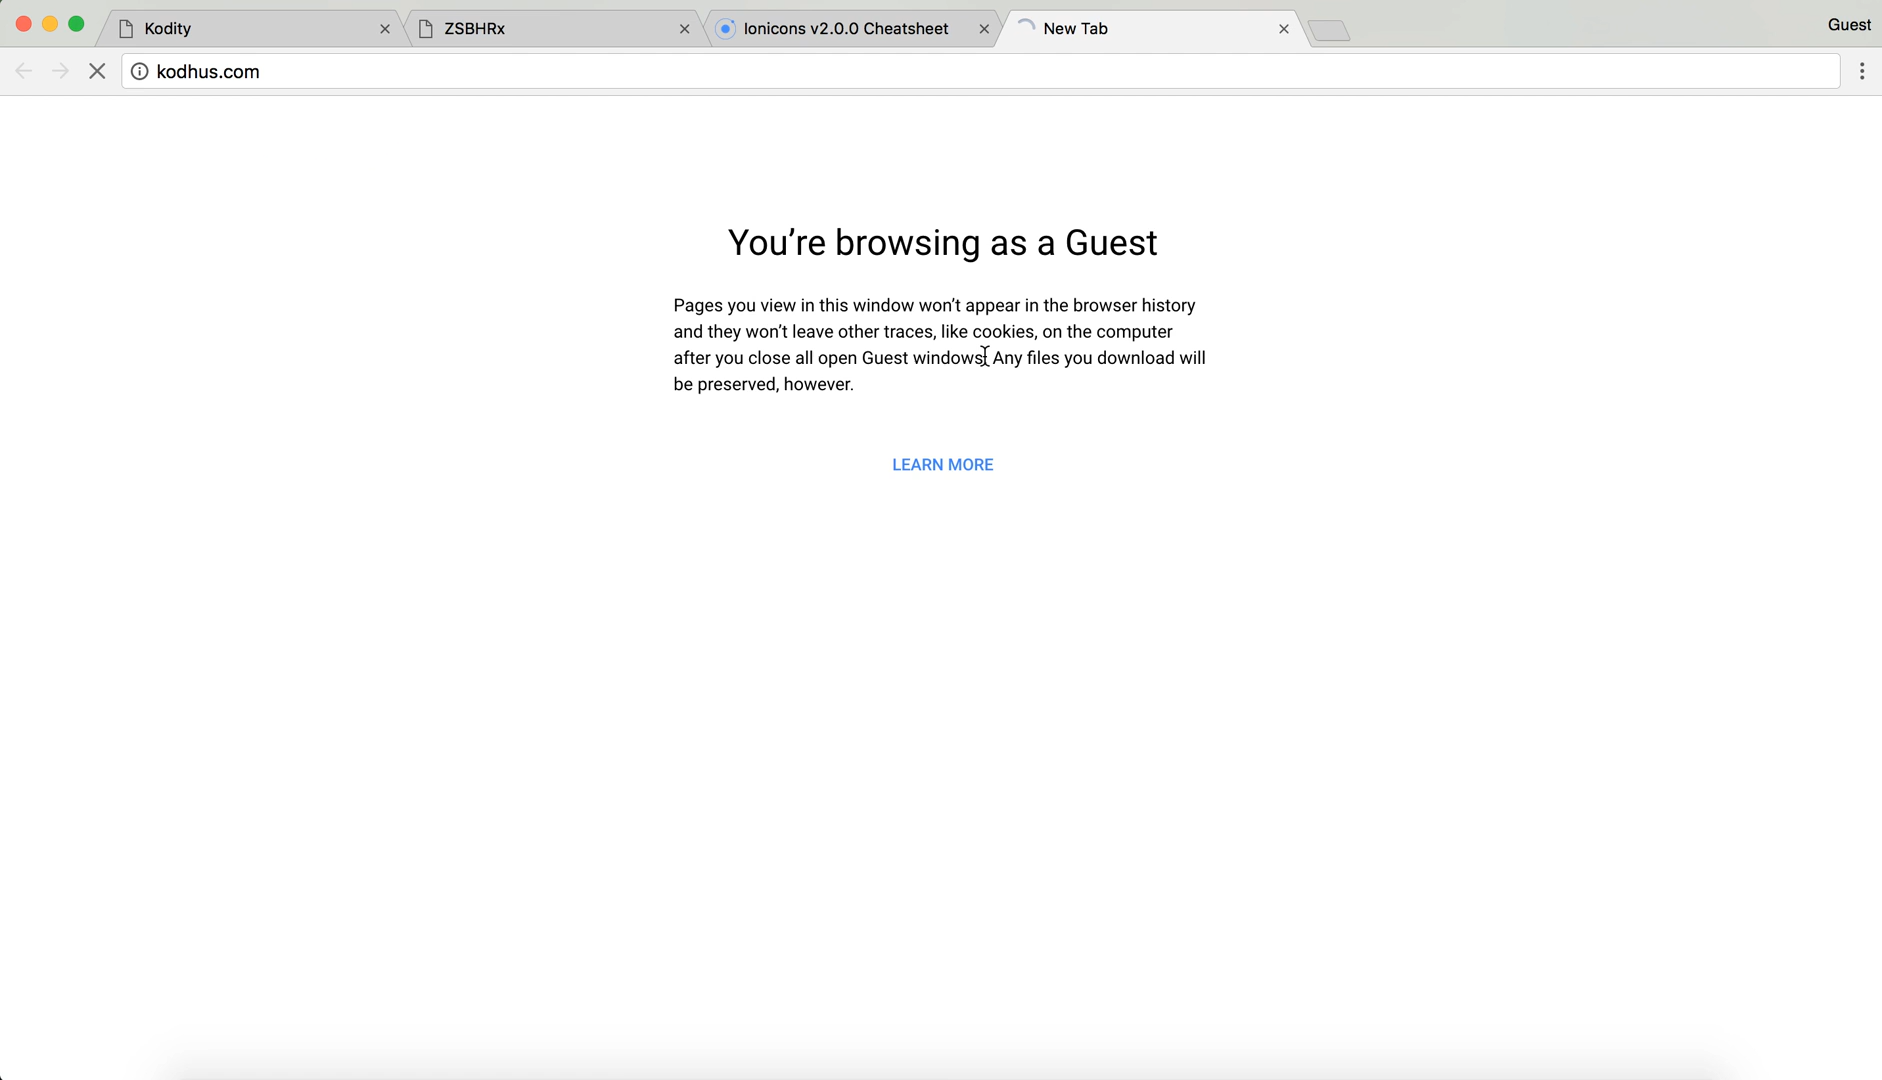 Kodity
ZSBHRx
Ionicons v2.0.0 Cheatsheet
New Tab
Guest
kodhus.com
You’re browsing as a Guest
Pages you view in this window won’t appear in the browser history
and they won’t leave other traces, like cookies, on the computer
after you close all open Guest windows. Any files you download will
be preserved, however.
LEARN MORE